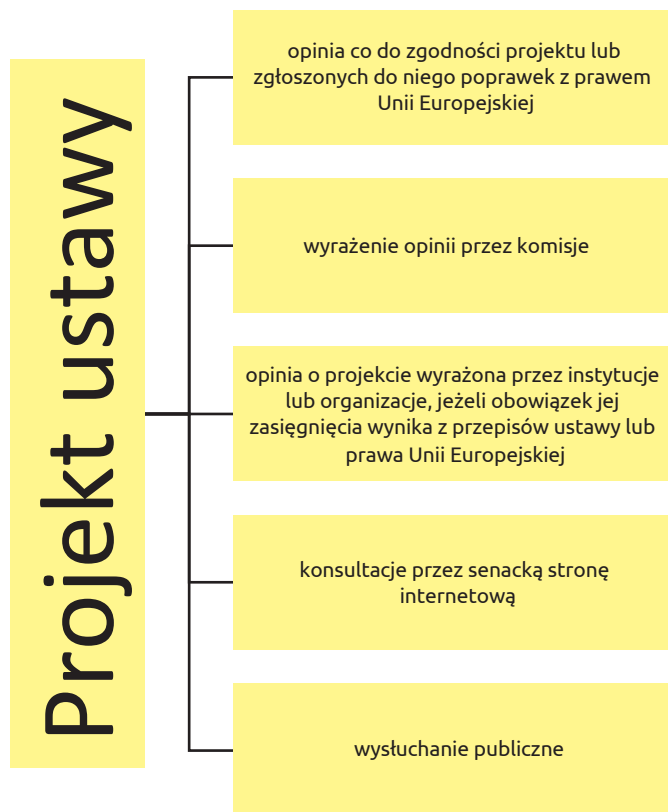 Projekt ustawy
opinia co do zgodności projektu lub
zgłoszonych do niego poprawek z prawem
Unii Europejskiej
wyrażenie opinii przez komisje
opinia o projekcie wyrażona przez instytucje
lub organizacje, jeżeli obowiązek jej
zasięgnięcia wynika z przepisów ustawy lub
prawa Unii Europejskiej
konsultacje przez senacką stronę
internetową
wysłuchanie publiczne